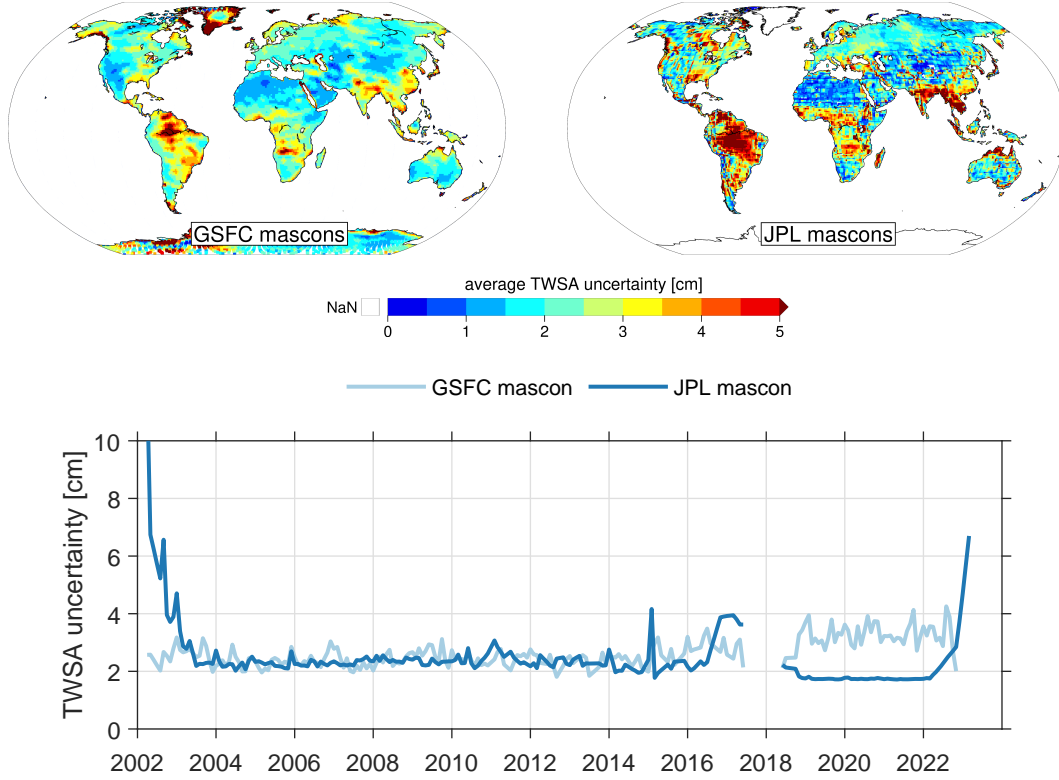 GSFC mascons
JPL mascons
average TWSA uncertainty [cm]
NaN
0 1 2 3 4 5
GSFC mascon JPL mascon
TWSA uncertainty [cm]
10
8
6
4
2
0
2002 2004 2006 2008 2010 2012 2014 2016 2018 2020 2022